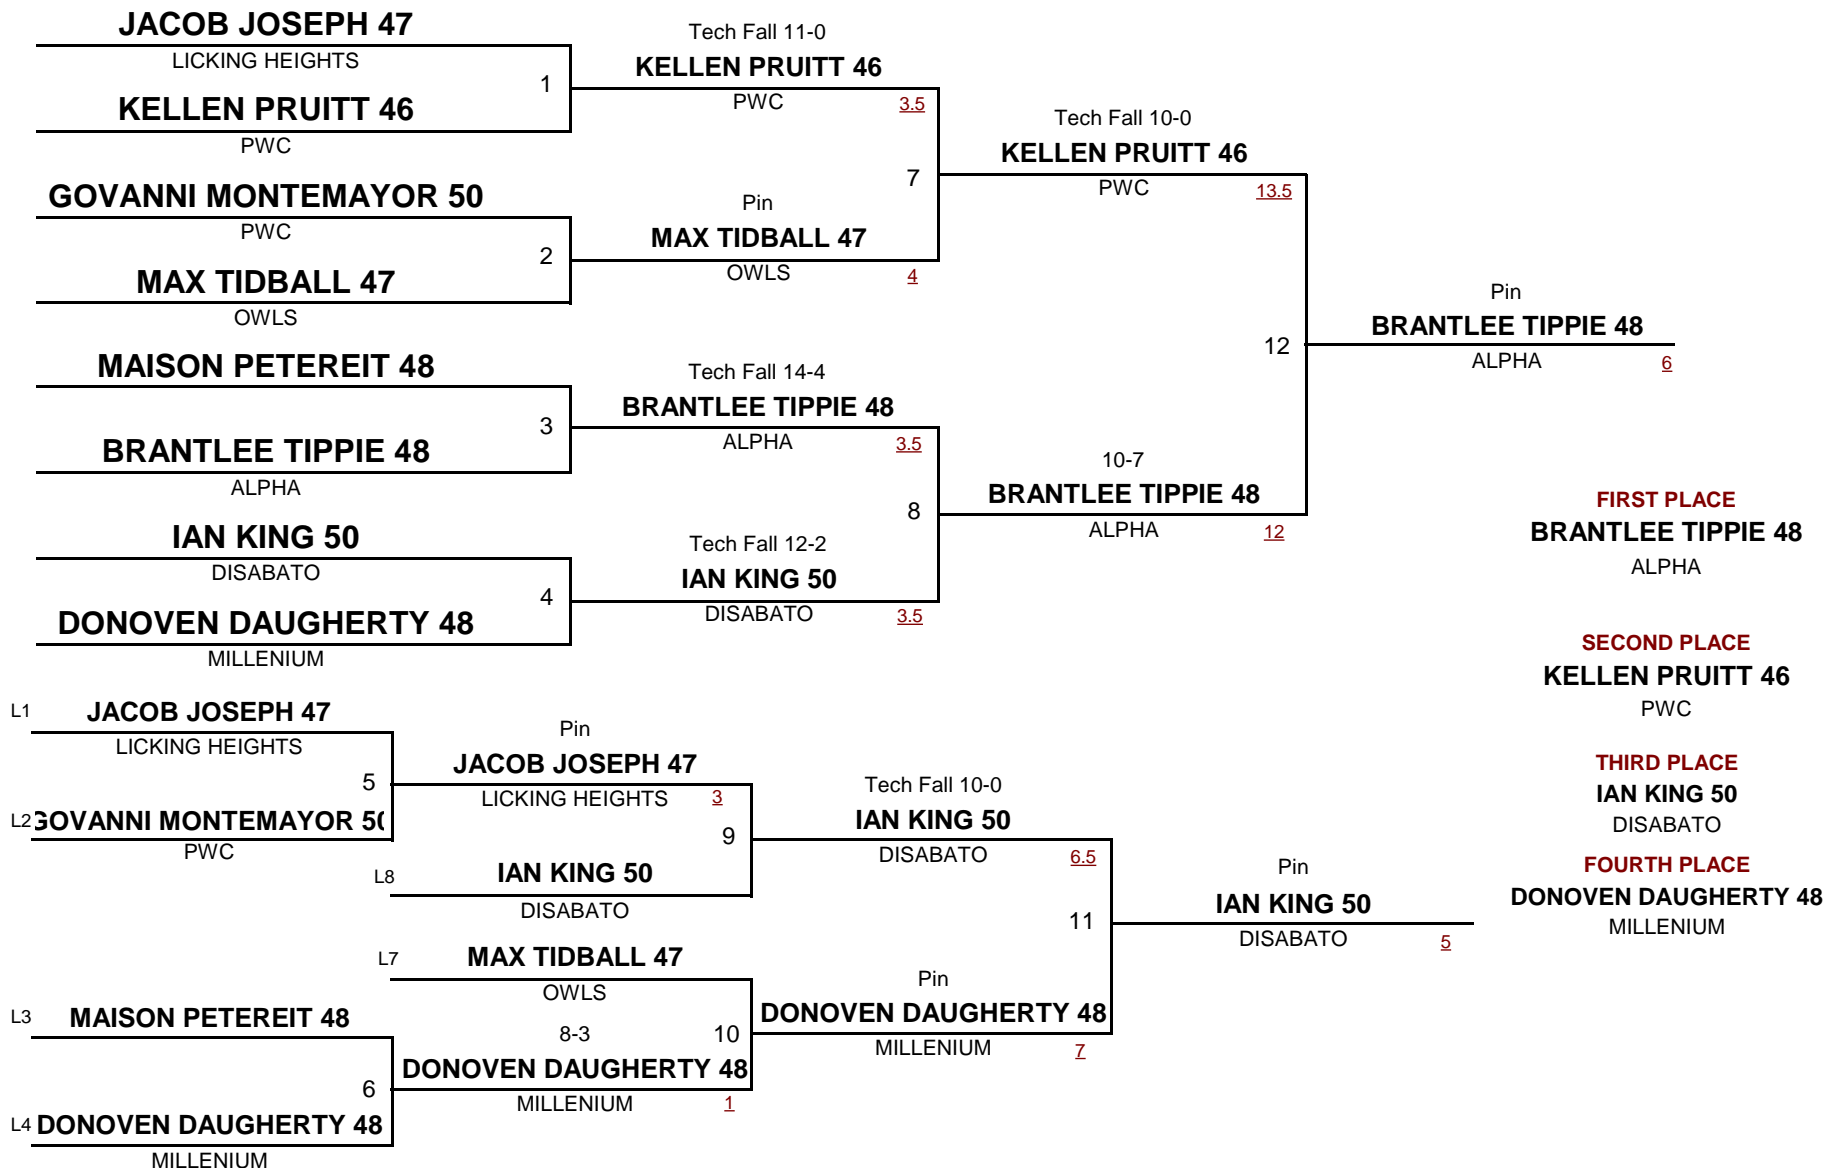 JACOB JOSEPH 47
LICKING HEIGHTS
1
KELLEN PRUITT 46
PWC
GOVANNI MONTEMAYOR 50
PWC
2
MAX TIDBALL 47
OWLS
MAISON PETEREIT 48
3
BRANTLEE TIPPIE 48
ALPHA
IAN KING 50
DISABATO
4
DONOVEN DAUGHERTY 48
MILLENIUM
Tech Fall 11-0
KELLEN PRUITT 46
PWC
3.5
7
Pin
MAX TIDBALL 47
OWLS
4
Tech Fall 14-4
BRANTLEE TIPPIE 48
ALPHA
3.5
8
Tech Fall 12-2
IAN KING 50
DISABATO
3.5
Tech Fall 10-0
KELLEN PRUITT 46
PWC
13.5
12
10-7
BRANTLEE TIPPIE 48
ALPHA
12
Pin
BRANTLEE TIPPIE 48
ALPHA
6
FIRST PLACE
BRANTLEE TIPPIE 48
ALPHA
SECOND PLACE
KELLEN PRUITT 46
PWC
THIRD PLACE
IAN KING 50
DISABATO
FOURTH PLACE
DONOVEN DAUGHERTY 48
MILLENIUM
L1 JACOB JOSEPH 47
LICKING HEIGHTS
5
L2 GOVANNI MONTEMAYOR 50
PWC
Pin
JACOB JOSEPH 47
LICKING HEIGHTS
3
9
L8 IAN KING 50
DISABATO
L7 MAX TIDBALL 47
OWLS
L3 MAISON PETEREIT 48
6
L4 DONOVEN DAUGHERTY 48
MILLENIUM
8-3
10
DONOVEN DAUGHERTY 48
MILLENIUM
1
Tech Fall 10-0
IAN KING 50
DISABATO
6.5
11
Pin
DONOVEN DAUGHERTY 48
MILLENIUM
7
Pin
IAN KING 50
DISABATO
5